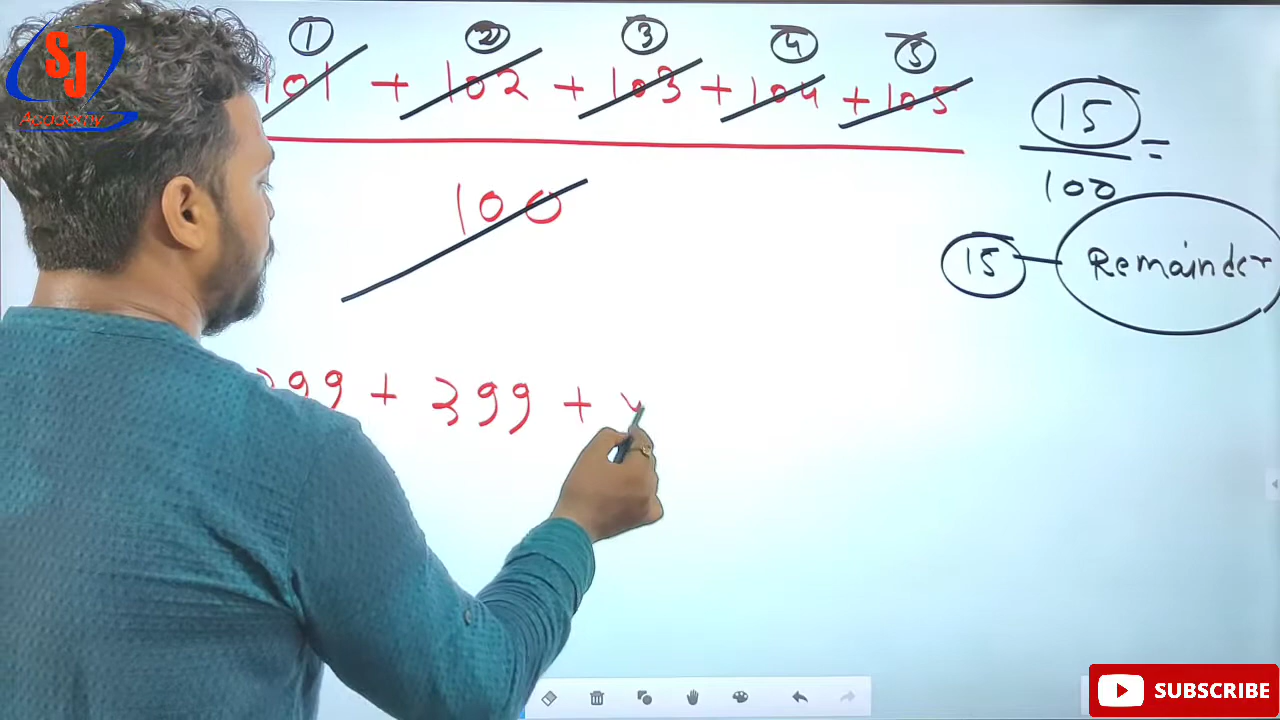 SJ
Academy
1 2 3 4 5
101 + 102 + 103 + 104 + 105
100
15
100 =
15 — Remainder
+ 399 +
SUBSCRIBE